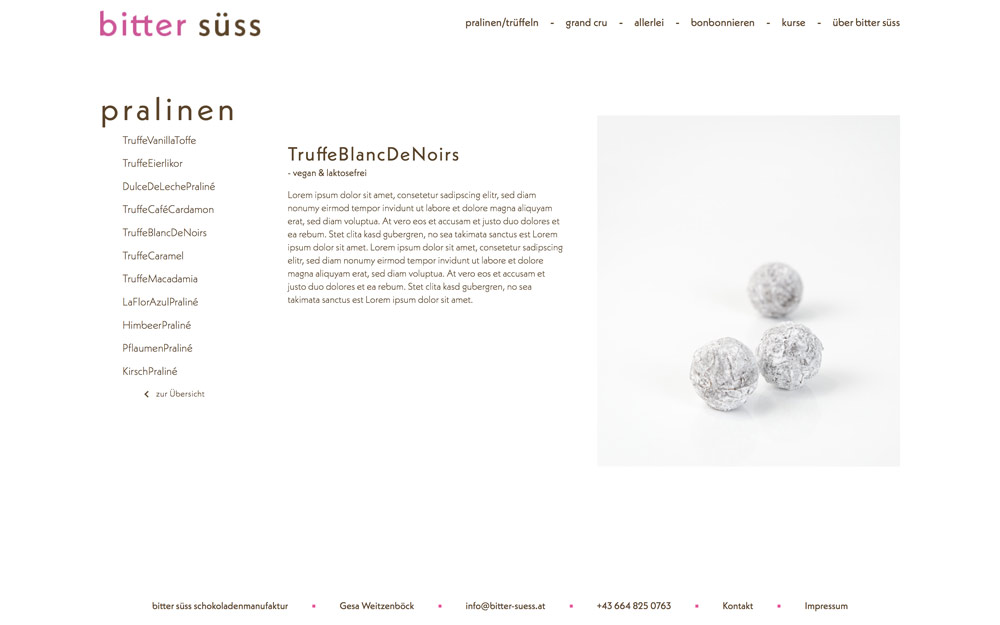 bitter süss
pralinen/trüffeln - grand cru - allerlei - bonbonnieren - kurse - über bitter süss
pralinen
TruffeVanillaToffe
TruffeEierlikor
DulceDeLechePraliné
TruffeCaféCardamon
TruffeBlancDeNoirs
TruffeCaramel
TruffeMacadamia
LaFlorAzulPraliné
HimbeerPraliné
PflaumenPraliné
KirschPraliné
zur Übersicht
TruffeBlancDeNoirs
- vegan & laktosefrei
Lorem ipsum dolor sit amet, consetetur sadipscing elitr, sed diam
nonumy eirmod tempor invidunt ut labore et dolore magna aliquyam
erat, sed diam voluptua. At vero eos et accusam et justo duo dolores et
ea rebum. Stet clita kasd gubergren, no sea takimata sanctus est Lorem
ipsum dolor sit amet. Lorem ipsum dolor sit amet, consetetur sadipscing
elitr, sed diam nonumy eirmod tempor invidunt ut labore et dolore
magna aliquyam erat, sed diam voluptua. At vero eos et accusam et
justo duo dolores et ea rebum. Stet clita kasd gubergren, no sea
takimata sanctus est Lorem ipsum dolor sit amet.
bitter süss schokoladenmanufaktur ▪ Gesa Weitzenböck ▪ info@bitter-suess.at ▪ +43 664 825 0763 ▪ Kontakt ▪ Impressum